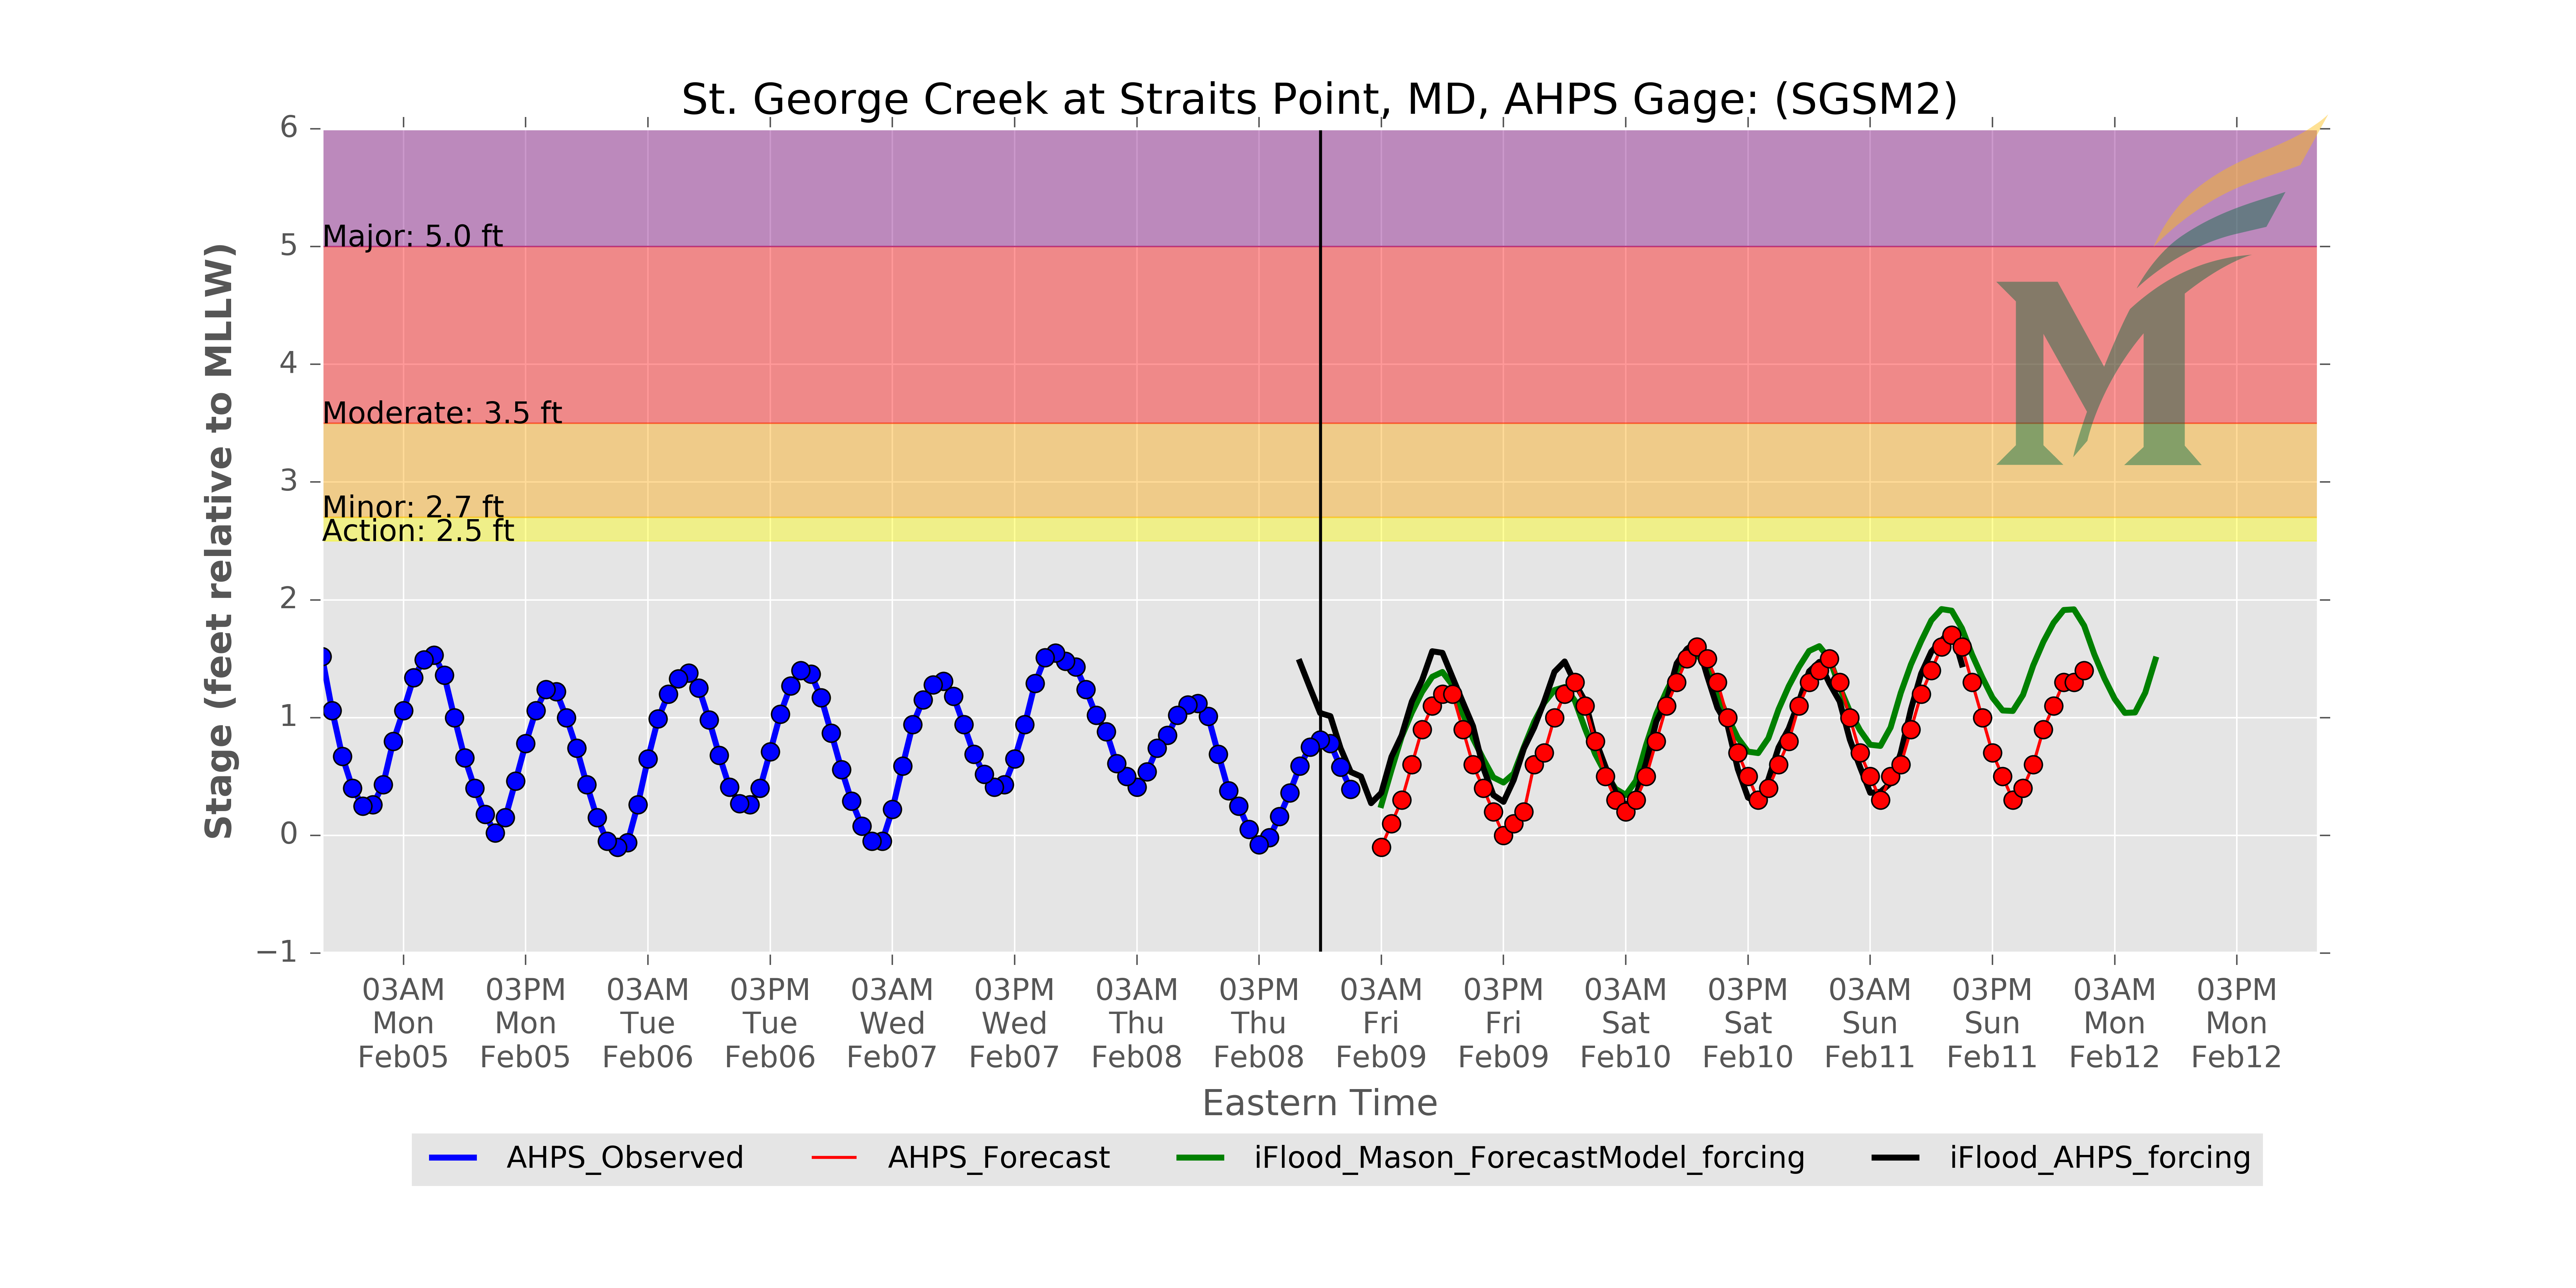 St. George Creek at Straits Point, MD, AHPS Gage: (SGSM2)
Stage (feet relative to MLLW)
6
5
4
3
2
1
0
−1
Major: 5.0 ft
Moderate: 3.5 ft
Minor: 2.7 ft
Action: 2.5 ft
M
03AM 03PM 03AM 03PM 03AM 03PM 03AM 03PM 03AM 03PM 03AM 03PM 03AM 03PM 03AM 03PM
Mon Mon Tue Tue Wed Wed Thu Thu Fri Fri Sat Sat Sun Sun Mon Mon
Feb05 Feb05 Feb06 Feb06 Feb07 Feb07 Feb08 Feb08 Feb09 Feb09 Feb10 Feb10 Feb11 Feb11 Feb12 Feb12
Eastern Time
AHPS_Observed AHPS_Forecast iFlood_Mason_ForecastModel_forcing iFlood_AHPS_forcing